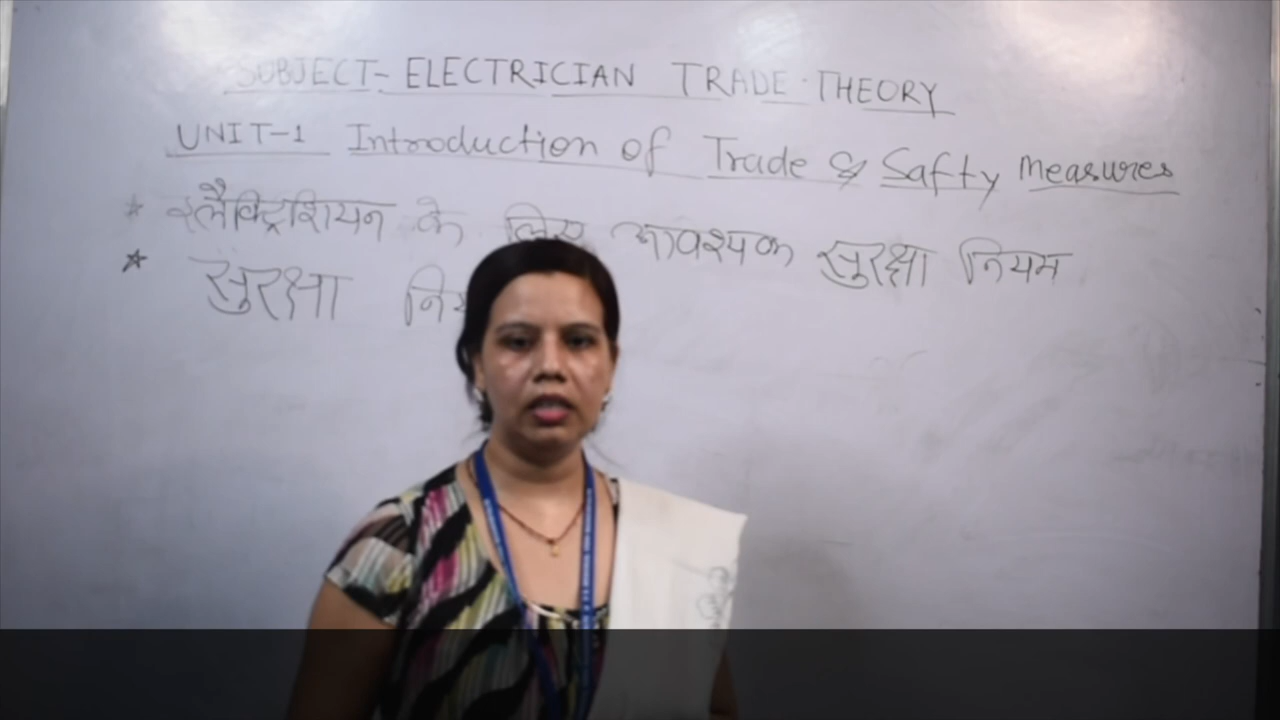 SUBJECT- ELECTRICIAN TRADE THEORY
UNIT-1 Introduction of Trade & Safty Measures
* इलैक्ट्रिशियन के लिए आवश्यक सुरक्षा नियम
* सुरक्षा